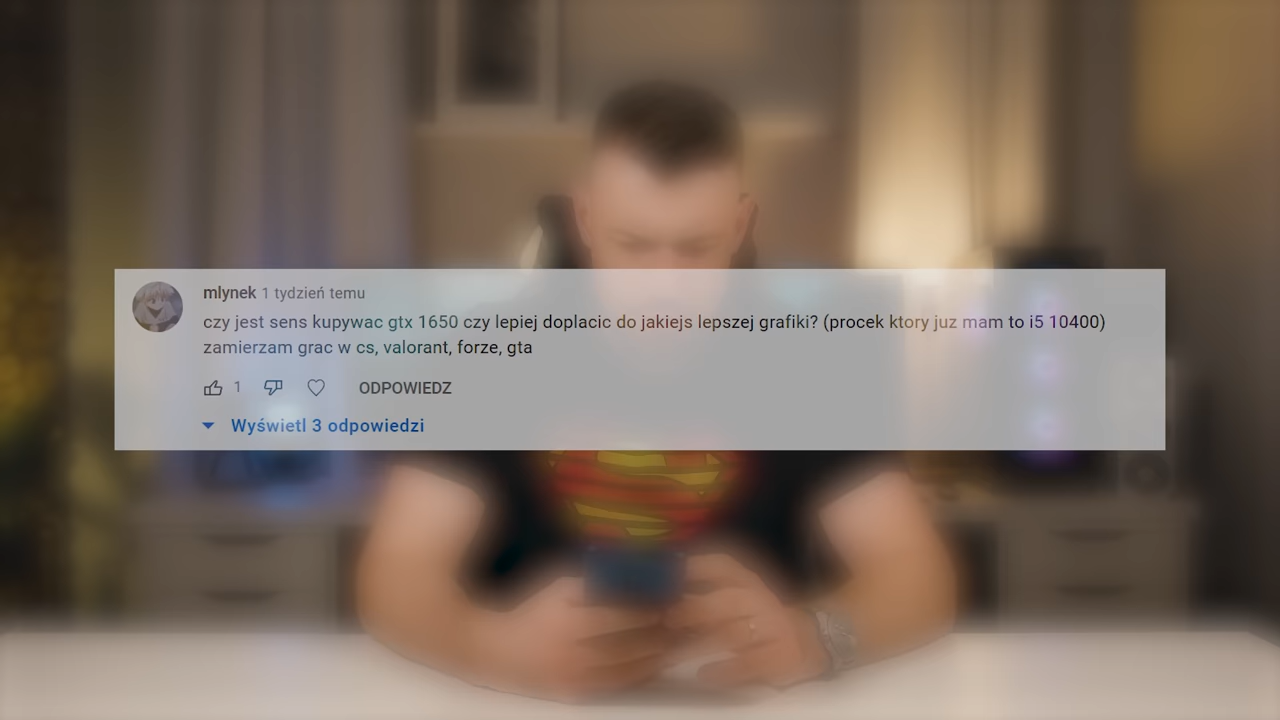 mlynek 1 tydzień temu
czy jest sens kupywac gtx 1650 czy lepiej doplacic do jakiejs lepszej grafiki? (procek ktory juz mam to i5 10400)
zamierzam grac w cs, valorant, forze, gta
1 ODPOWIEDZ
Wyświetl 3 odpowiedzi